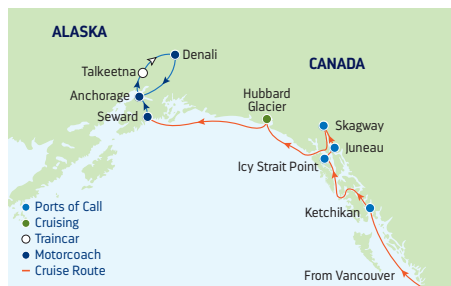 ALASKA
Denali
Talkeetna
CANADA
Anchorage
Hubbard
Glacier
Seward
Skagway
Juneau
Icy Strait Point
Ports of Call
Ketchikan
Cruising
Traincar
Motorcoach
Cruise Route
From Vancouver